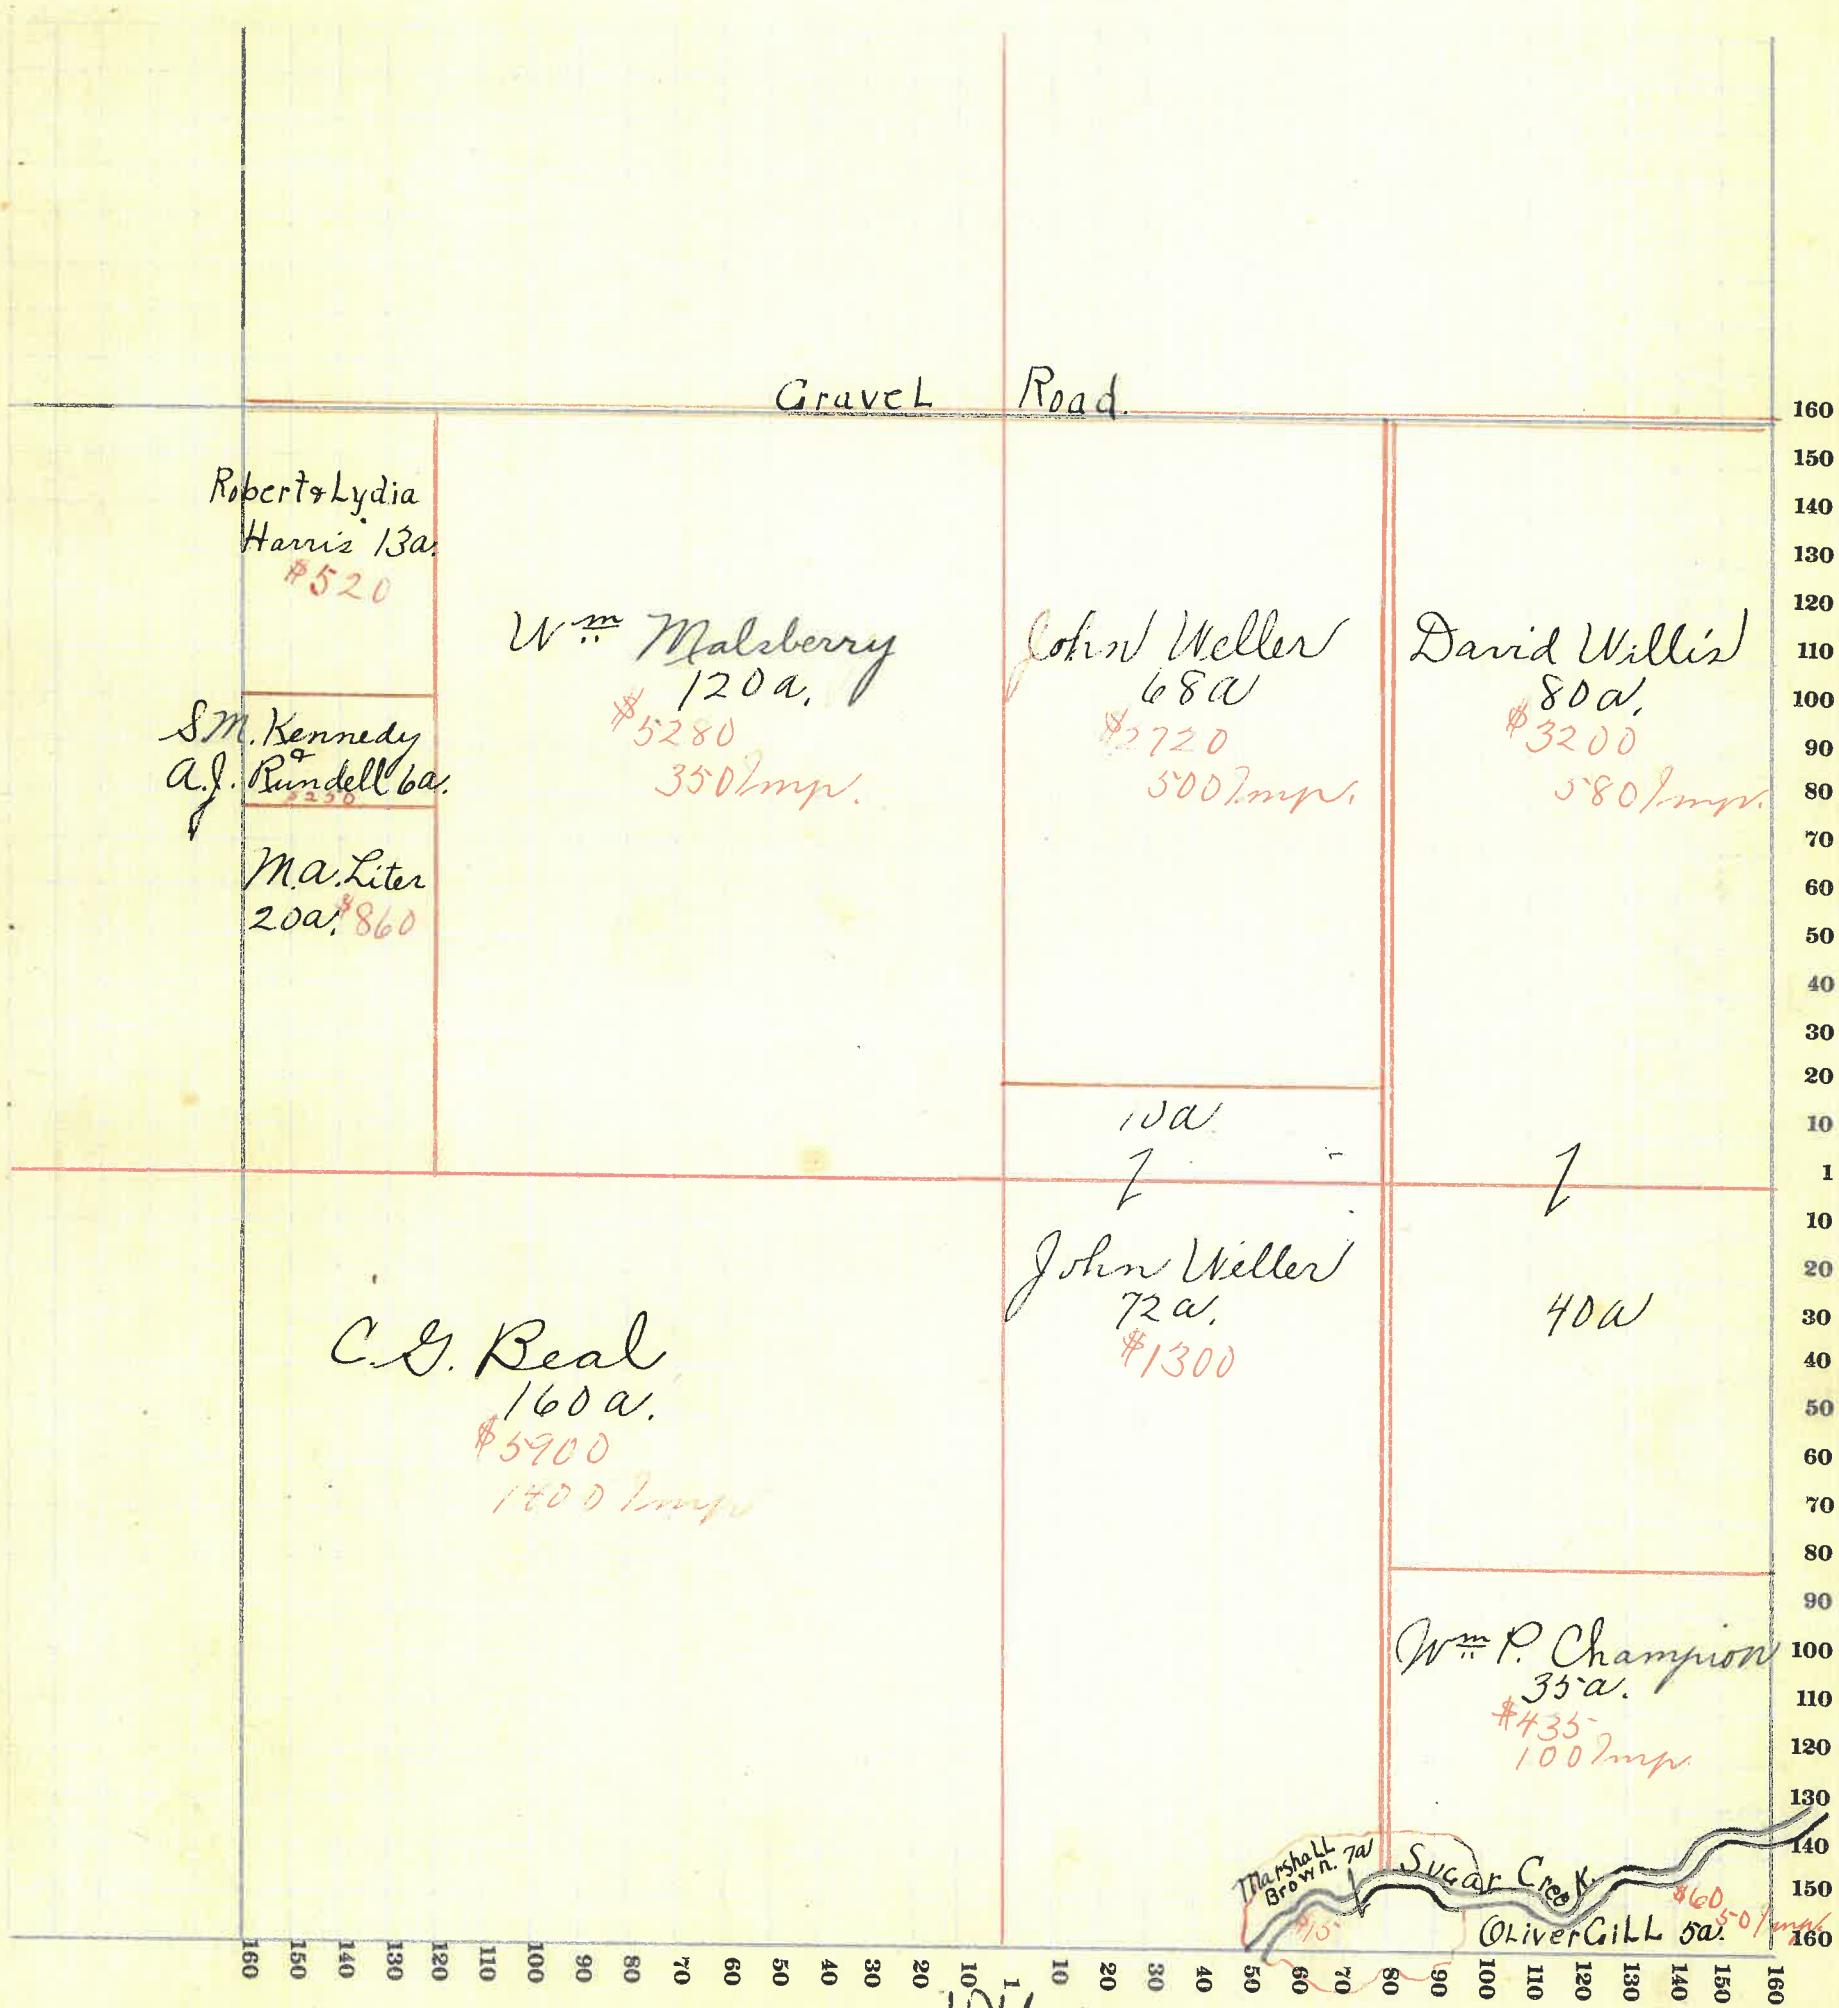 Gravel Road.
Robert & Lydia
Harris 13a.
$520
S.M. Kennedy
&
A.J. Rundell 6a.
M.A. Liter
20a. $860
Wm Malsberry
120a.
$5280
350 Imp.
John Weller
68a
$2720
500 Imp.
David Willis
80a.
$3200
580 Imp.
10a
John Weller
72a.
$1300
40a
C.G. Beal
160a.
$5900
Imp
Wm P. Champion
35a.
$435
100 Imp.
Marshall
Brown. 7a
$15
Sugar Creek.
$60
50 Imp.
Oliver Gill 5a.
160
150
140
130
120
110
100
90
80
70
60
50
40
30
20
10
1
10
20
30
40
50
60
70
80
90
100
110
120
130
140
150
160
160 150 140 130 120 110 100 90 80 70 60 50 40 30 20 10 1 10 20 30 40 50 60 70 80 90 100 110 120 130 140 150 160